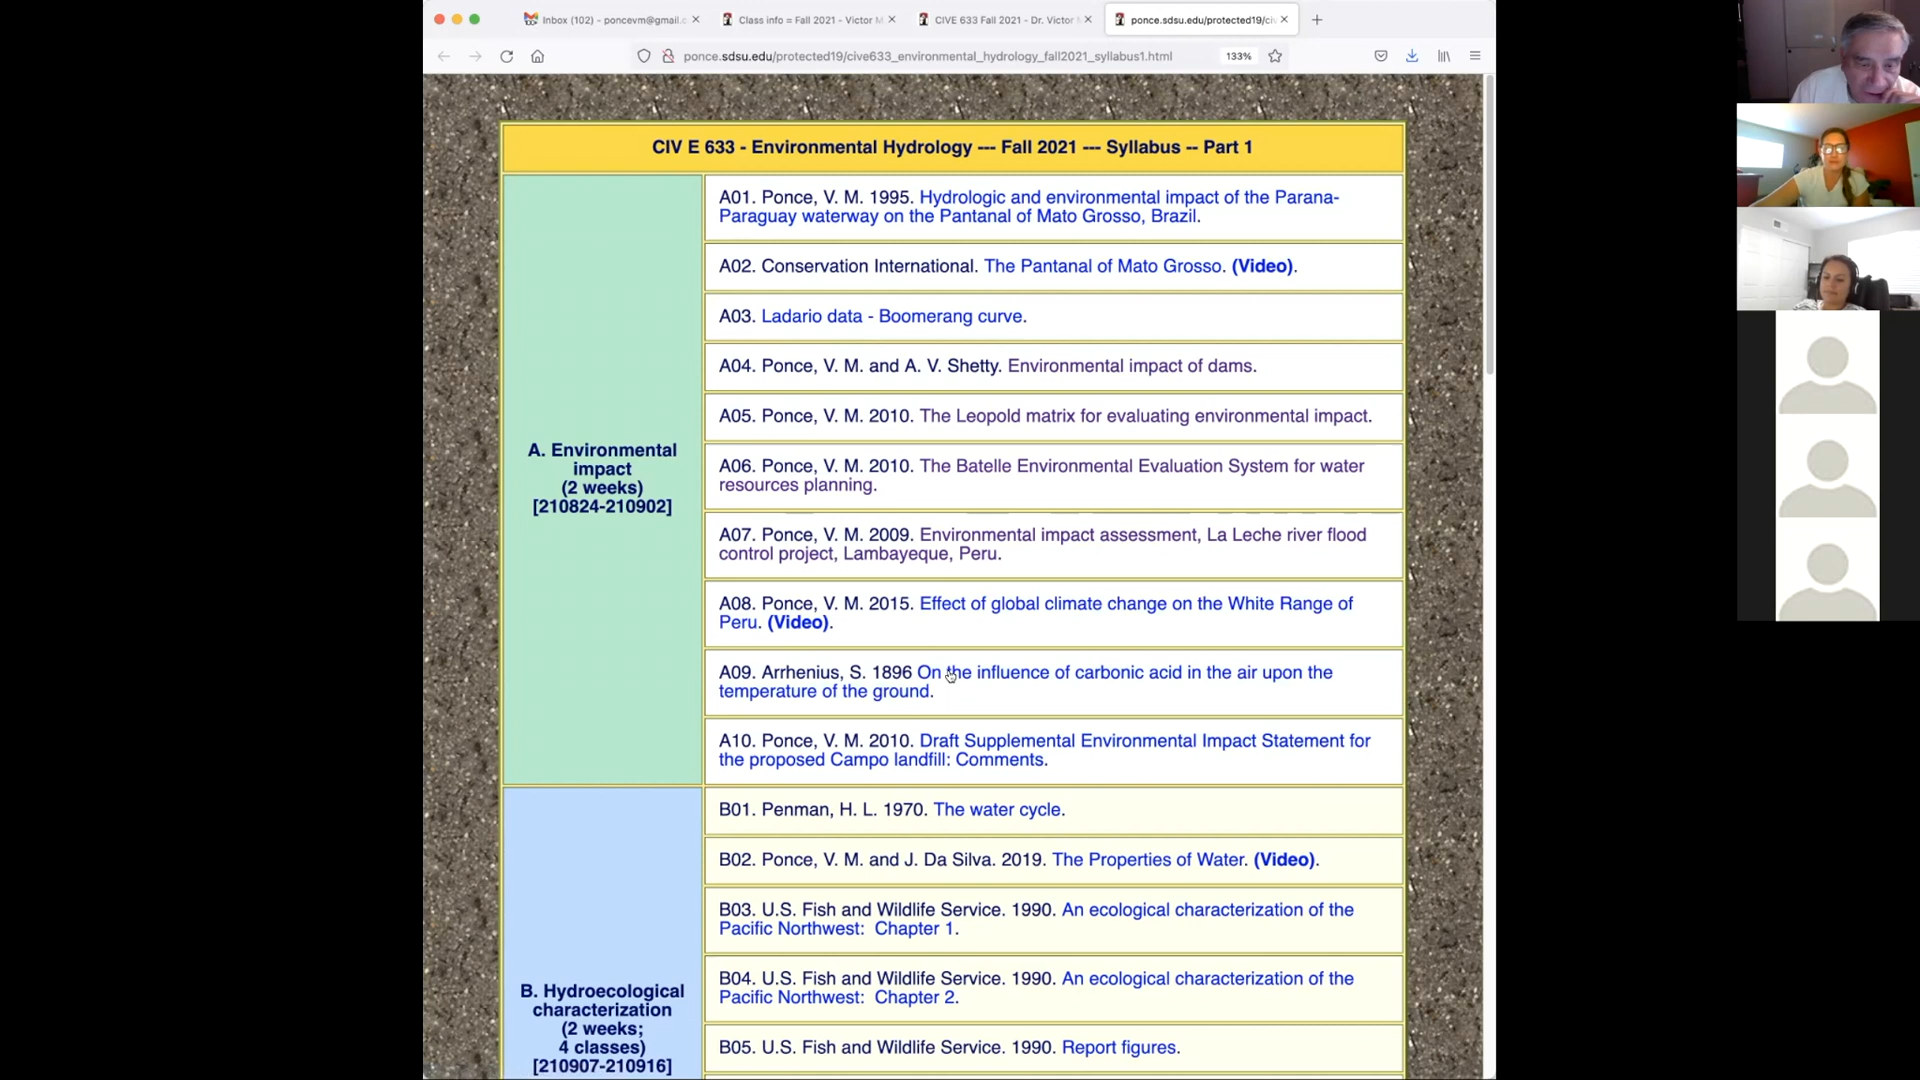 Inbox (102) - poncevm@gmail.c
Class info = Fall 2021 - Victor M
CIVE 633 Fall 2021 - Dr. Victor
ponce.sdsu.edu/protected19/civ
ponce.sdsu.edu/protected19/cive633_environmental_hydrology_fall2021_syllabus1.html
133%
CIV E 633 - Environmental Hydrology --- Fall 2021 --- Syllabus -- Part 1
A. Environmental
impact
(2 weeks)
[210824-210902]
A01. Ponce, V. M. 1995. Hydrologic and environmental impact of the Parana-
Paraguay waterway on the Pantanal of Mato Grosso, Brazil.
A02. Conservation International. The Pantanal of Mato Grosso. (Video).
A03. Ladario data - Boomerang curve.
A04. Ponce, V. M. and A. V. Shetty. Environmental impact of dams.
A05. Ponce, V. M. 2010. The Leopold matrix for evaluating environmental impact.
A06. Ponce, V. M. 2010. The Batelle Environmental Evaluation System for water
resources planning.
A07. Ponce, V. M. 2009. Environmental impact assessment, La Leche river flood
control project, Lambayeque, Peru.
A08. Ponce, V. M. 2015. Effect of global climate change on the White Range of
Peru. (Video).
A09. Arrhenius, S. 1896 On the influence of carbonic acid in the air upon the
temperature of the ground.
A10. Ponce, V. M. 2010. Draft Supplemental Environmental Impact Statement for
the proposed Campo landfill: Comments.
B. Hydroecological
characterization
(2 weeks;
4 classes)
[210907-210916]
B01. Penman, H. L. 1970. The water cycle.
B02. Ponce, V. M. and J. Da Silva. 2019. The Properties of Water. (Video).
B03. U.S. Fish and Wildlife Service. 1990. An ecological characterization of the
Pacific Northwest: Chapter 1.
B04. U.S. Fish and Wildlife Service. 1990. An ecological characterization of the
Pacific Northwest: Chapter 2.
B05. U.S. Fish and Wildlife Service. 1990. Report figures.